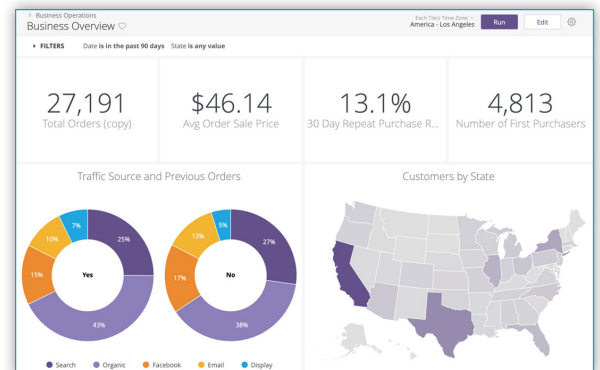 > Business Operations
Business Overview ♡
Each Tile's Time Zone
America - Los Angeles
Run
Edit
FILTERS Date is in the past 90 days State is any value
27,191
Total Orders (copy)
$46.14
Avg Order Sale Price
13.1%
30 Day Repeat Purchase R...
4,813
Number of First Purchasers
Traffic Source and Previous Orders
7%
10%
25%
15%
Yes
43%
5%
13%
27%
17%
No
38%
Search Organic Facebook Email Display
Customers by State